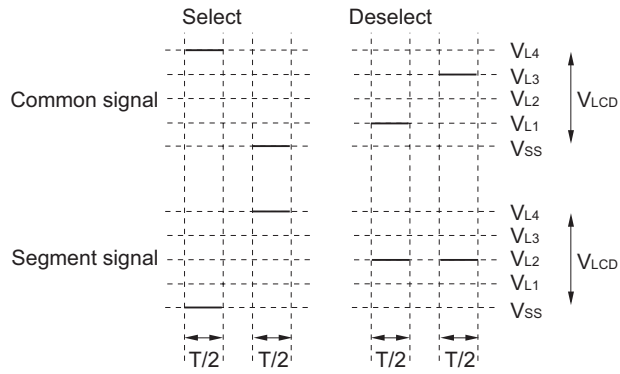 Select Deselect
Common signal
VL4
VL3
VL2
VL1
VSS
VLCD
Segment signal
VL4
VL3
VL2
VL1
VSS
VLCD
T/2 T/2 T/2 T/2